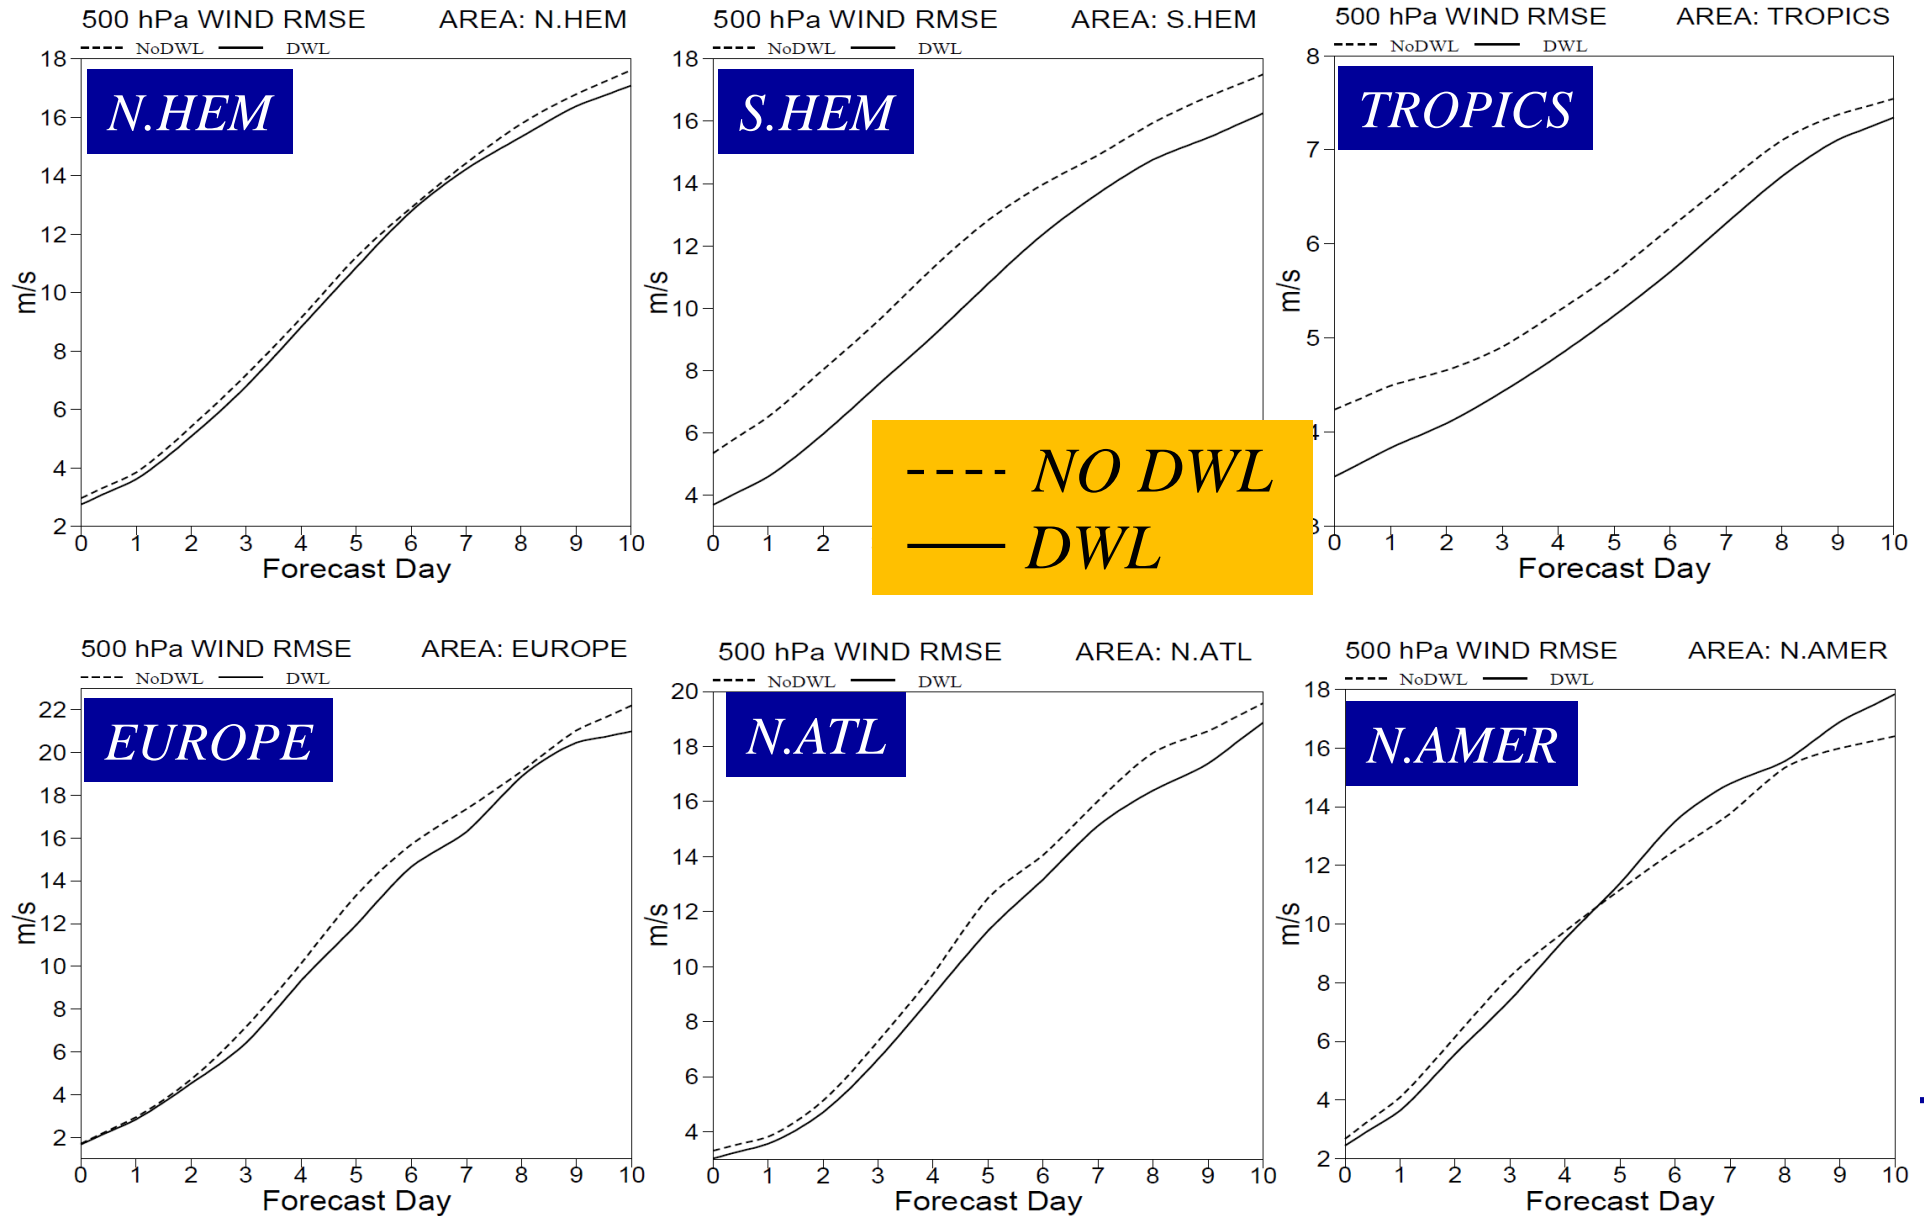 500 hPa WIND RMSE AREA: N.HEM
NoDWL DWL
N.HEM
18
16
14
12
10
8
6
4
2
m/s
0 1 2 3 4 5 6 7 8 9 10
Forecast Day
500 hPa WIND RMSE AREA: S.HEM
NoDWL DWL
S.HEM
18
16
14
12
10
8
6
4
m/s
0 1 2
500 hPa WIND RMSE AREA: TROPICS
NoDWL DWL
TROPICS
8
7
6
5
4
3
m/s
0 1 2 3 4 5 6 7 8 9 10
Forecast Day
NO DWL
DWL
500 hPa WIND RMSE AREA: EUROPE
NoDWL DWL
EUROPE
22
20
18
16
14
12
10
8
6
4
2
m/s
0 1 2 3 4 5 6 7 8 9 10
Forecast Day
500 hPa WIND RMSE AREA: N.ATL
NoDWL DWL
N.ATL
20
18
16
14
12
10
8
6
4
m/s
0 1 2 3 4 5 6 7 8 9 10
Forecast Day
500 hPa WIND RMSE AREA: N.AMER
NoDWL DWL
N.AMER
18
16
14
12
10
8
6
4
2
m/s
0 1 2 3 4 5 6 7 8 9 10
Forecast Day